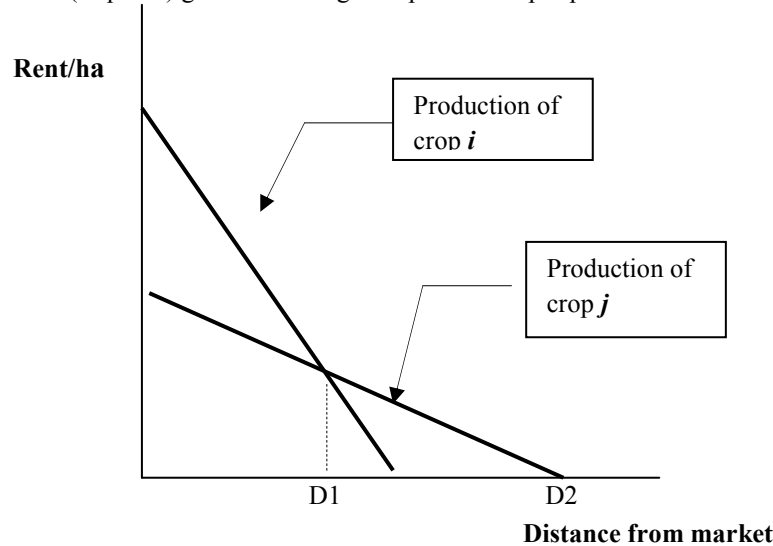 Rent/ha
Production of
crop i
Production of
crop j
D1
D2
Distance from market